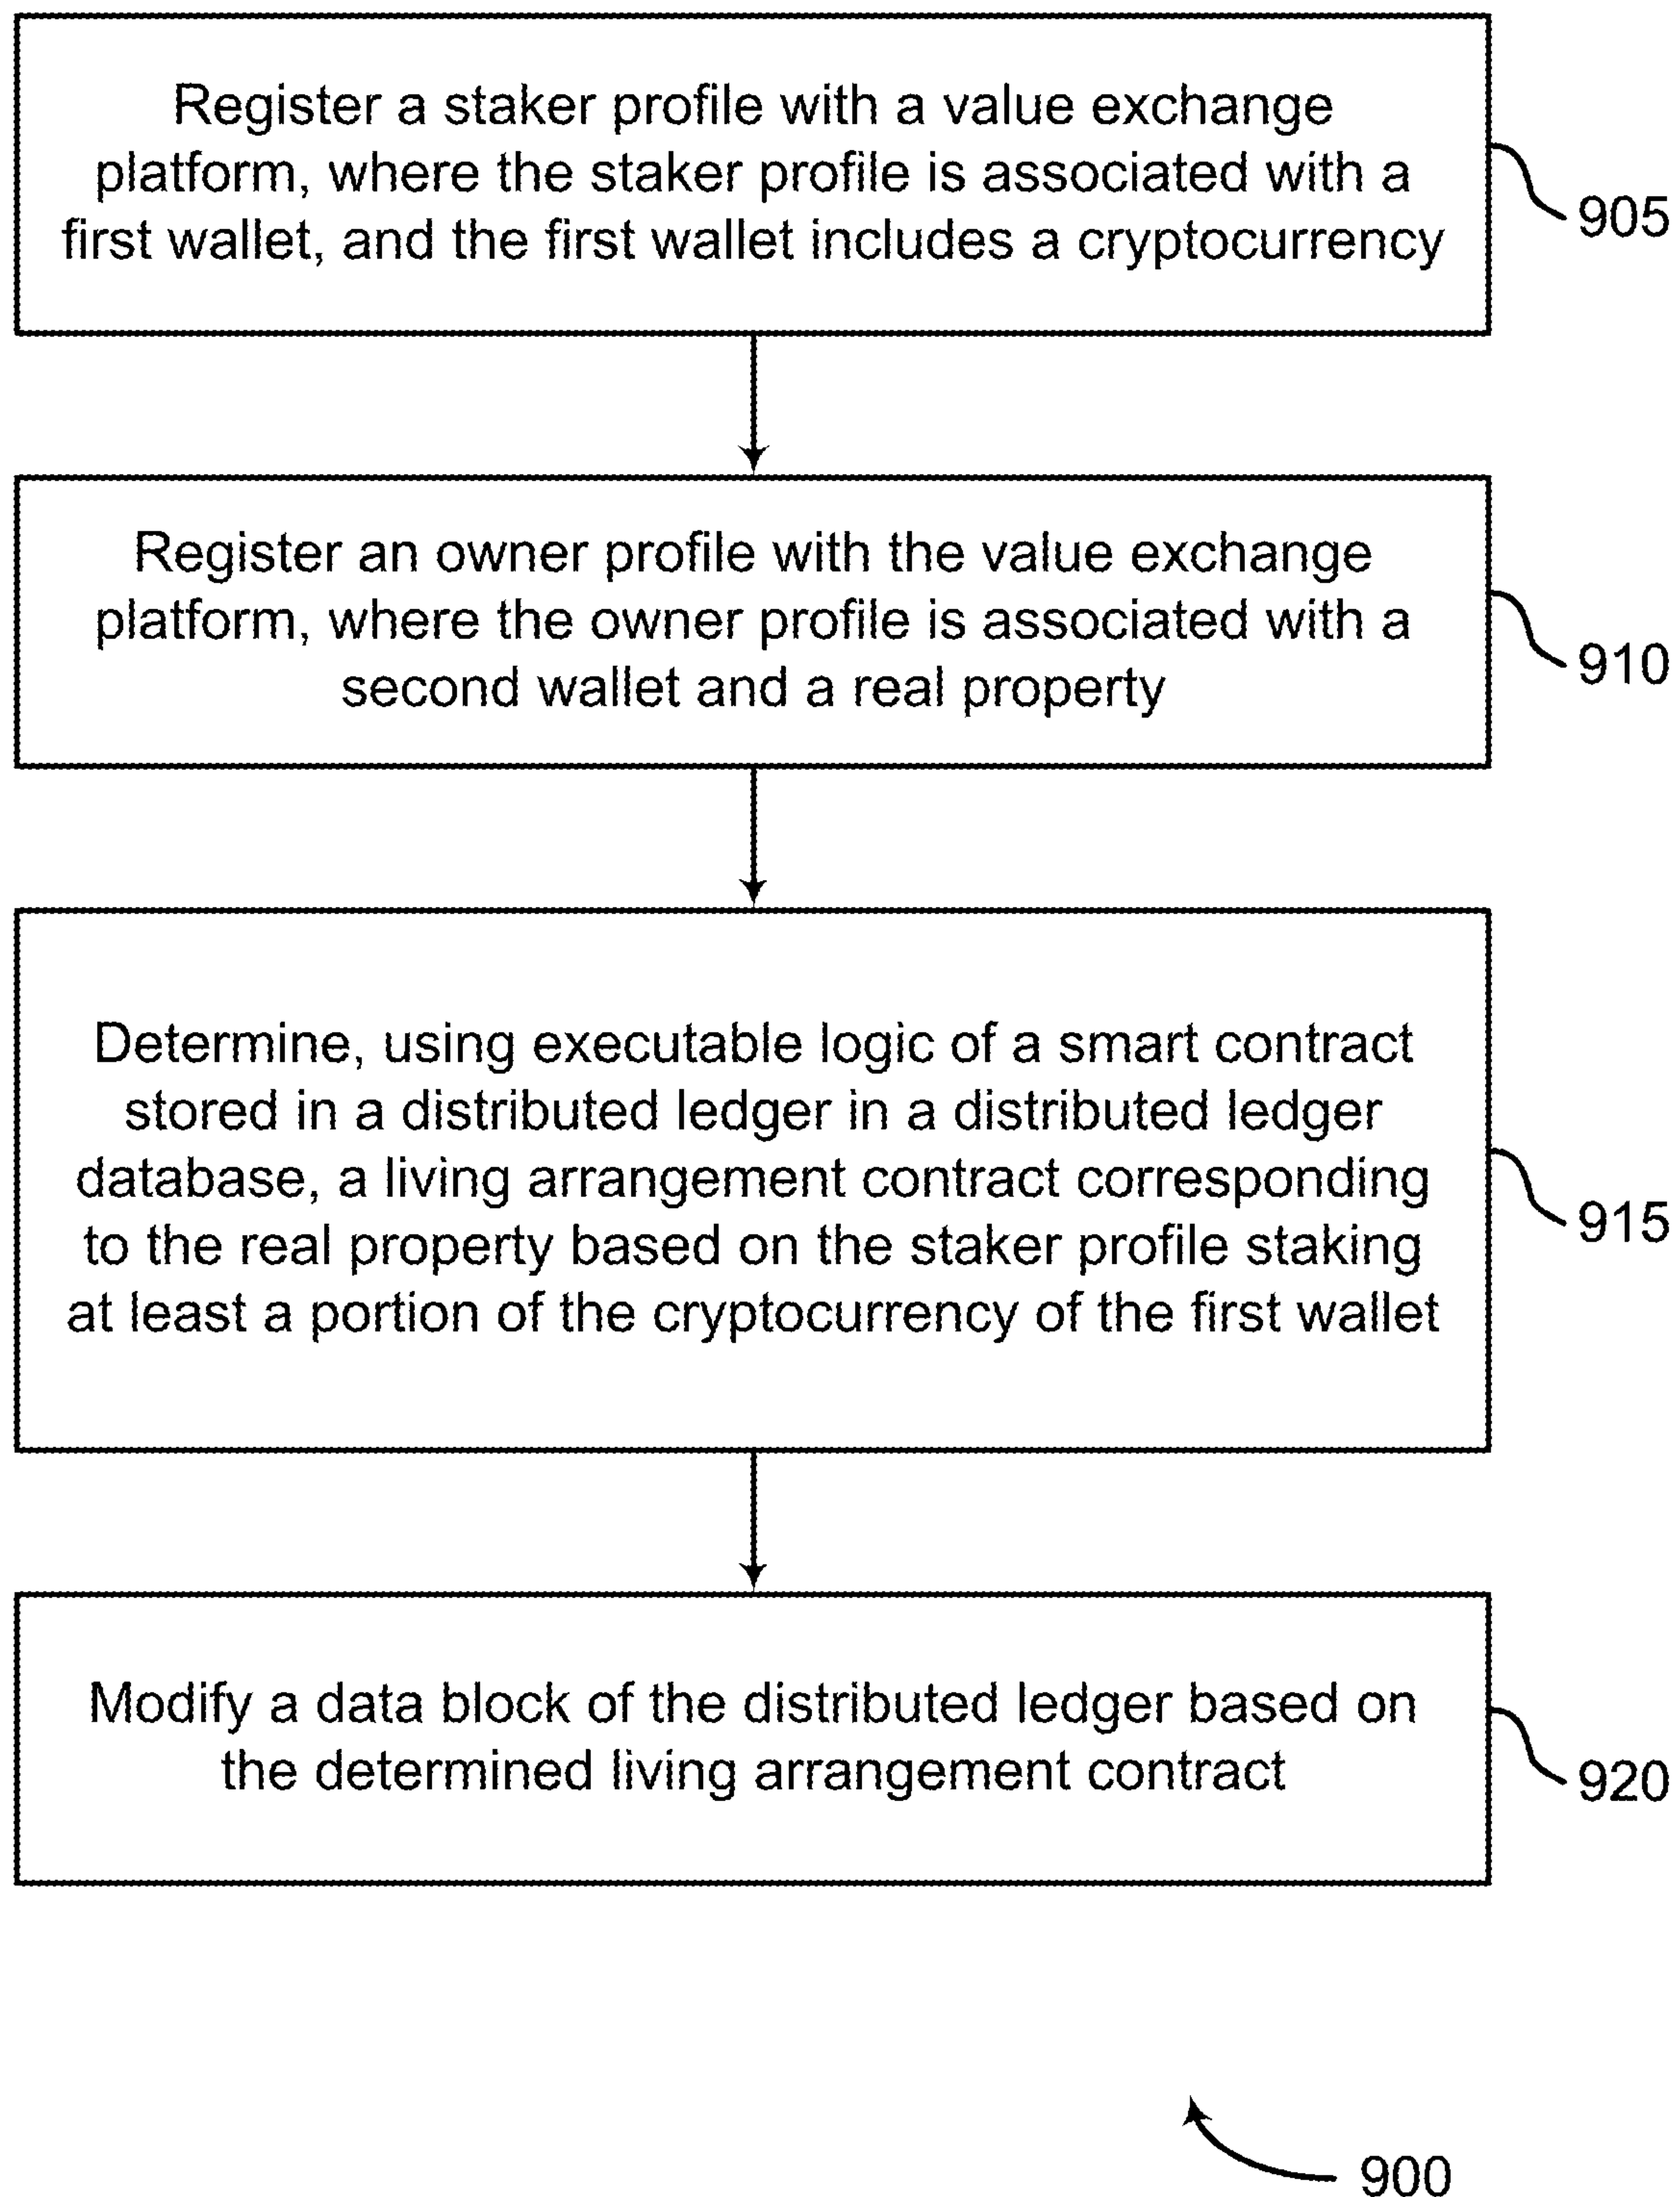 Register a staker profile with a value exchange
platform, where the staker profile is associated with a
first wallet, and the first wallet includes a cryptocurrency
905
Register an owner profile with the value exchange
platform, where the owner profile is associated with a
second wallet and a real property
910
Determine, using executable logic of a smart contract
stored in a distributed ledger in a distributed ledger
database, a living arrangement contract corresponding
to the real property based on the staker profile staking
at least a portion of the cryptocurrency of the first wallet
915
Modify a data block of the distributed ledger based on
the determined living arrangement contract
920
900